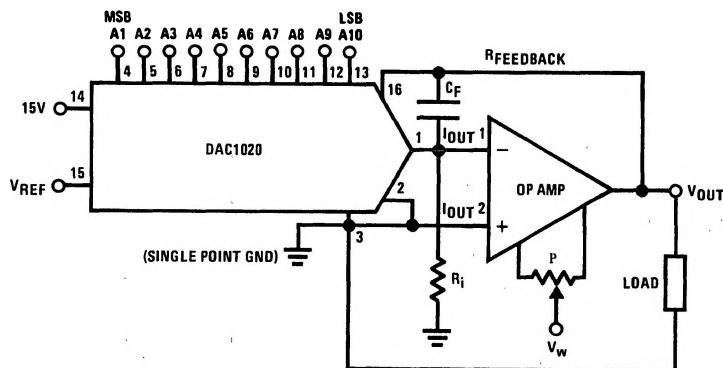 MSB LSB
A1 A2 A3 A4 A5 A6 A7 A8 A9 A10
4 5 6 7 8 9 10 11 12 13
16
RFEEDBACK
CF
15V
14
DAC1020
1
IOUT 1
−
OP AMP
VOUT
VREF
15
2
IOUT 2
+
3
(SINGLE POINT GND)
Ri
P
LOAD
Vw